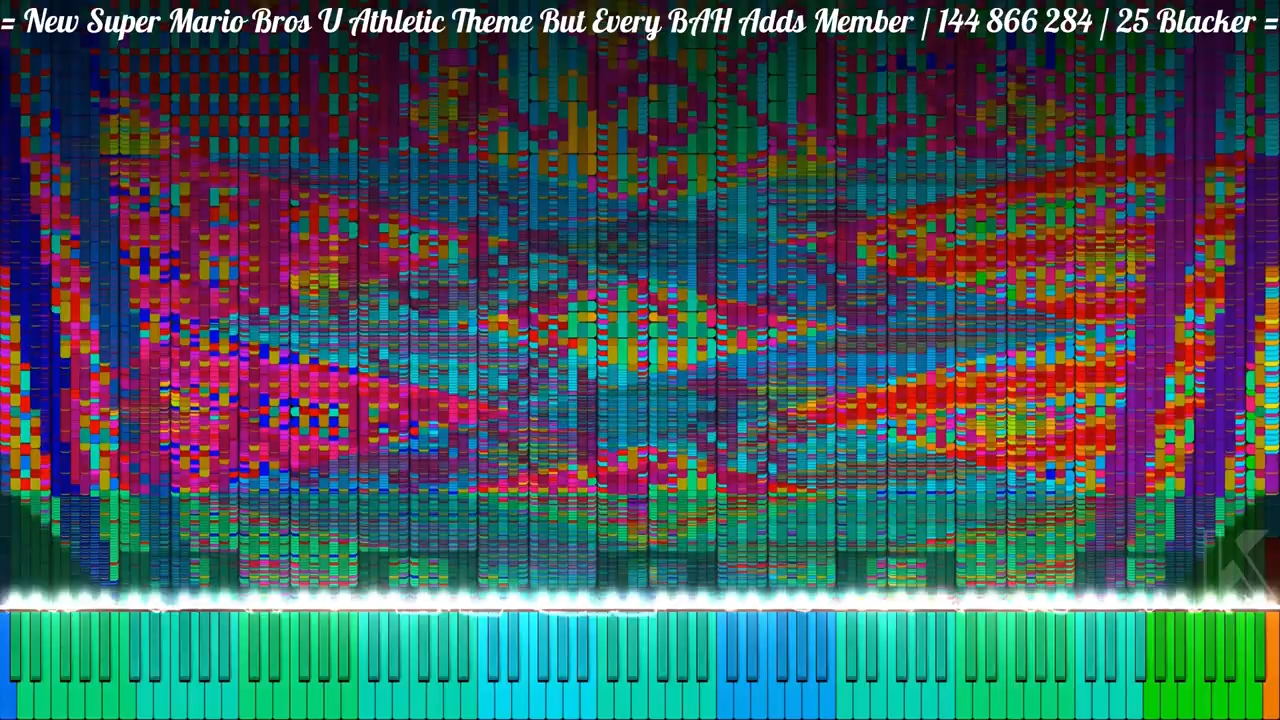 = New Super Mario Bros U Athletic Theme But Every BAH Adds Member / 144 866 284 / 25 Blacker =